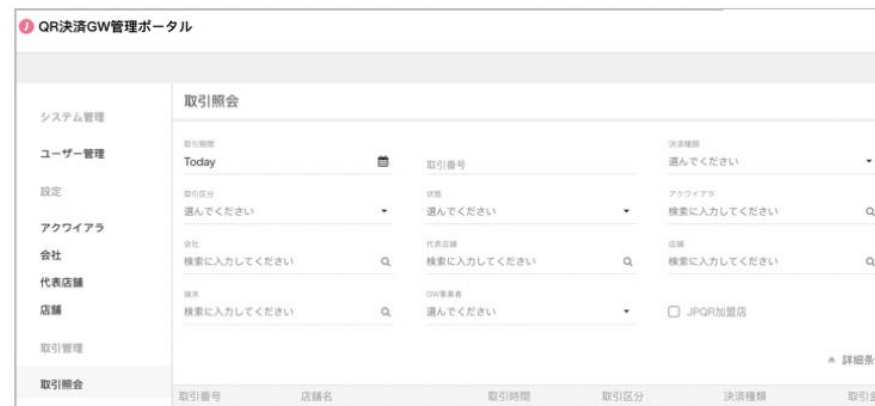 QR決済GW管理ポータル
システム管理
ユーザー管理
設定
アクワイアラ
会社
代表店舗
店舗
取引管理
取引照会
取引照会
取引期間
Today
取引番号
決済種類
選んでください
取引区分
選んでください
状態
選んでください
アクワイアラ
検索に入力してください
会社
検索に入力してください
代表店舗
検索に入力してください
店舗
検索に入力してください
端末
検索に入力してください
GW事業者
選んでください
JPQR加盟店
詳細条
取引番号 店舗名 取引時間 取引区分 決済種類 取引金